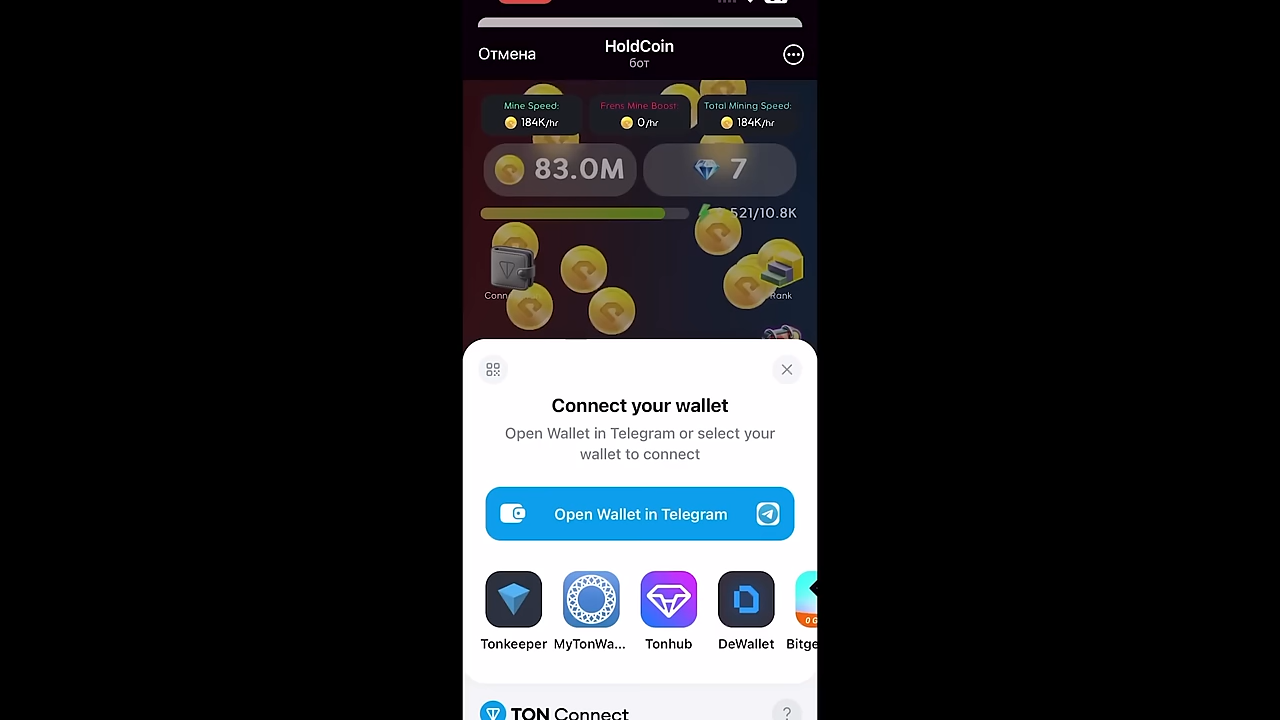 Отмена
HoldCoin
бот
Mine Speed:
184K/hr
Frens Mine Boost:
0/hr
Total Mining Speed:
184K/hr
83.0M
7
521/10.8K
Conn
Rank
Connect your wallet
Open Wallet in Telegram or select your
wallet to connect
Open Wallet in Telegram
Tonkeeper
MyTonWa...
Tonhub
DeWallet
Bitge
TON Connect
?